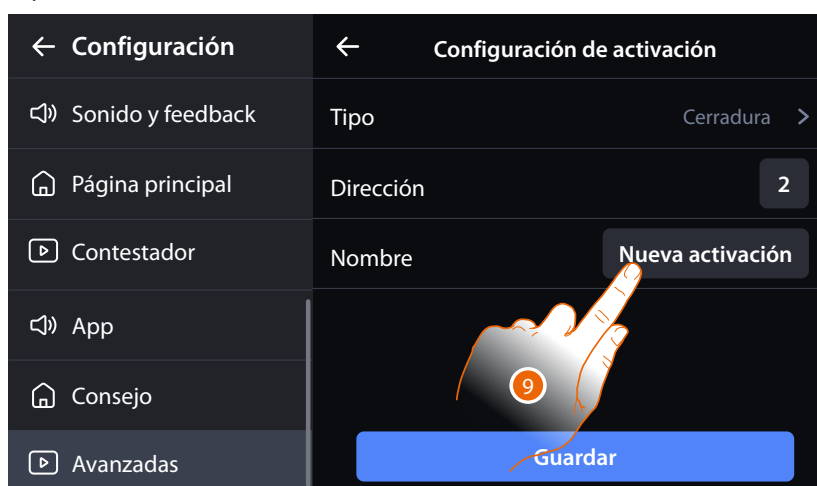 Configuración
Sonido y feedback
Página principal
Contestador
App
Consejo
Avanzadas
Configuración de activación
Tipo
Cerradura
Dirección
2
Nombre
Nueva activación
9
Guardar